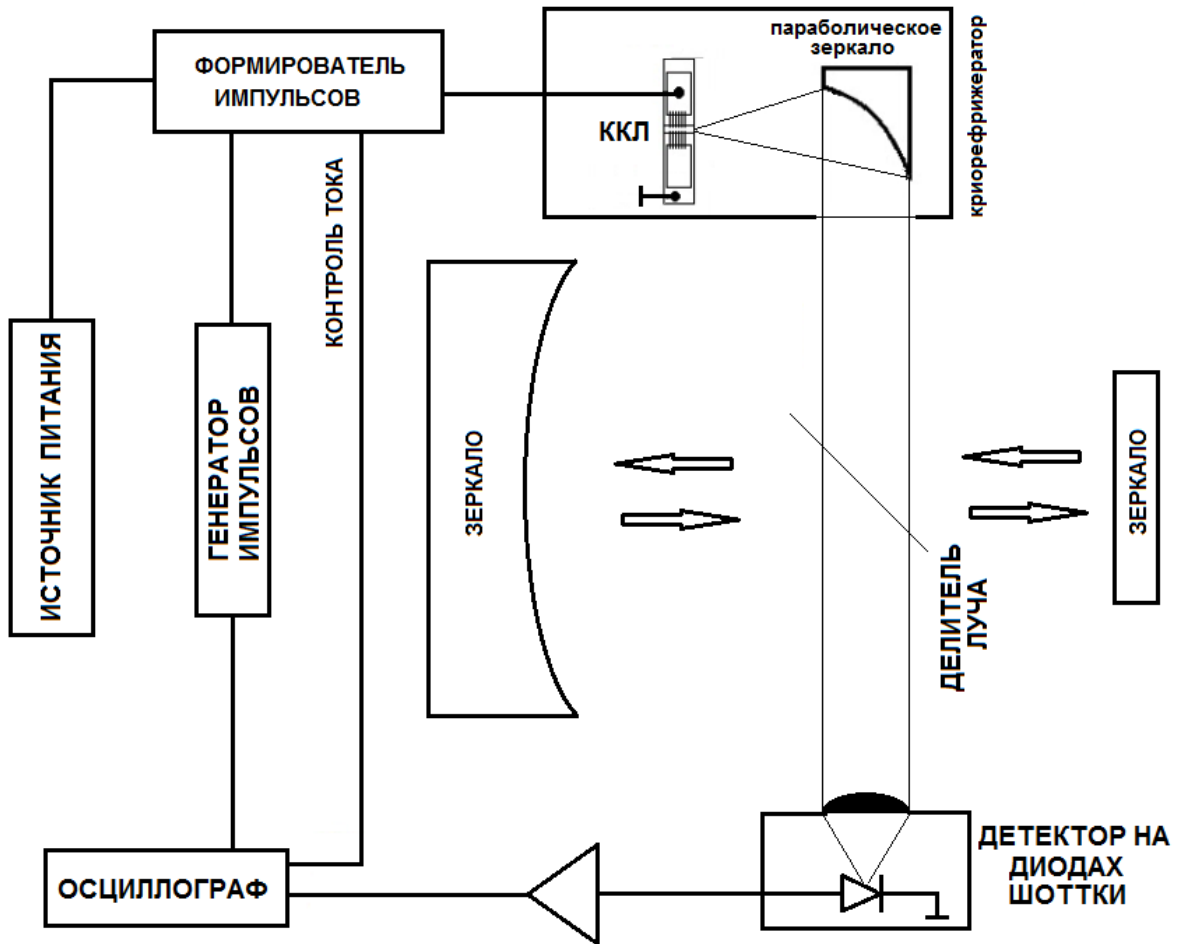 параболическое
зеркало
ФОРМИРОВАТЕЛЬ
ИМПУЛЬСОВ
ККЛ
криорефрижератор
КОНТРОЛЬ ТОКА
ИСТОЧНИК ПИТАНИЯ
ГЕНЕРАТОР
ИМПУЛЬСОВ
ЗЕРКАЛО
ЗЕРКАЛО
ДЕЛИТЕЛЬ
ЛУЧА
ДЕТЕКТОР НА
ДИОДАХ
ШОТТКИ
ОСЦИЛЛОГРАФ